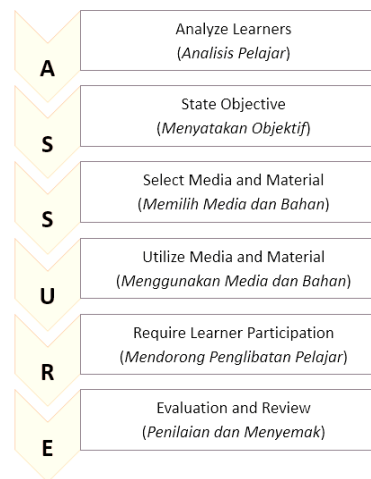 A
Analyze Learners
(Analisis Pelajar)
S
State Objective
(Menyatakan Objektif)
S
Select Media and Material
(Memilih Media dan Bahan)
U
Utilize Media and Material
(Menggunakan Media dan Bahan)
R
Require Learner Participation
(Mendorong Penglibatan Pelajar)
E
Evaluation and Review
(Penilaian dan Menyemak)